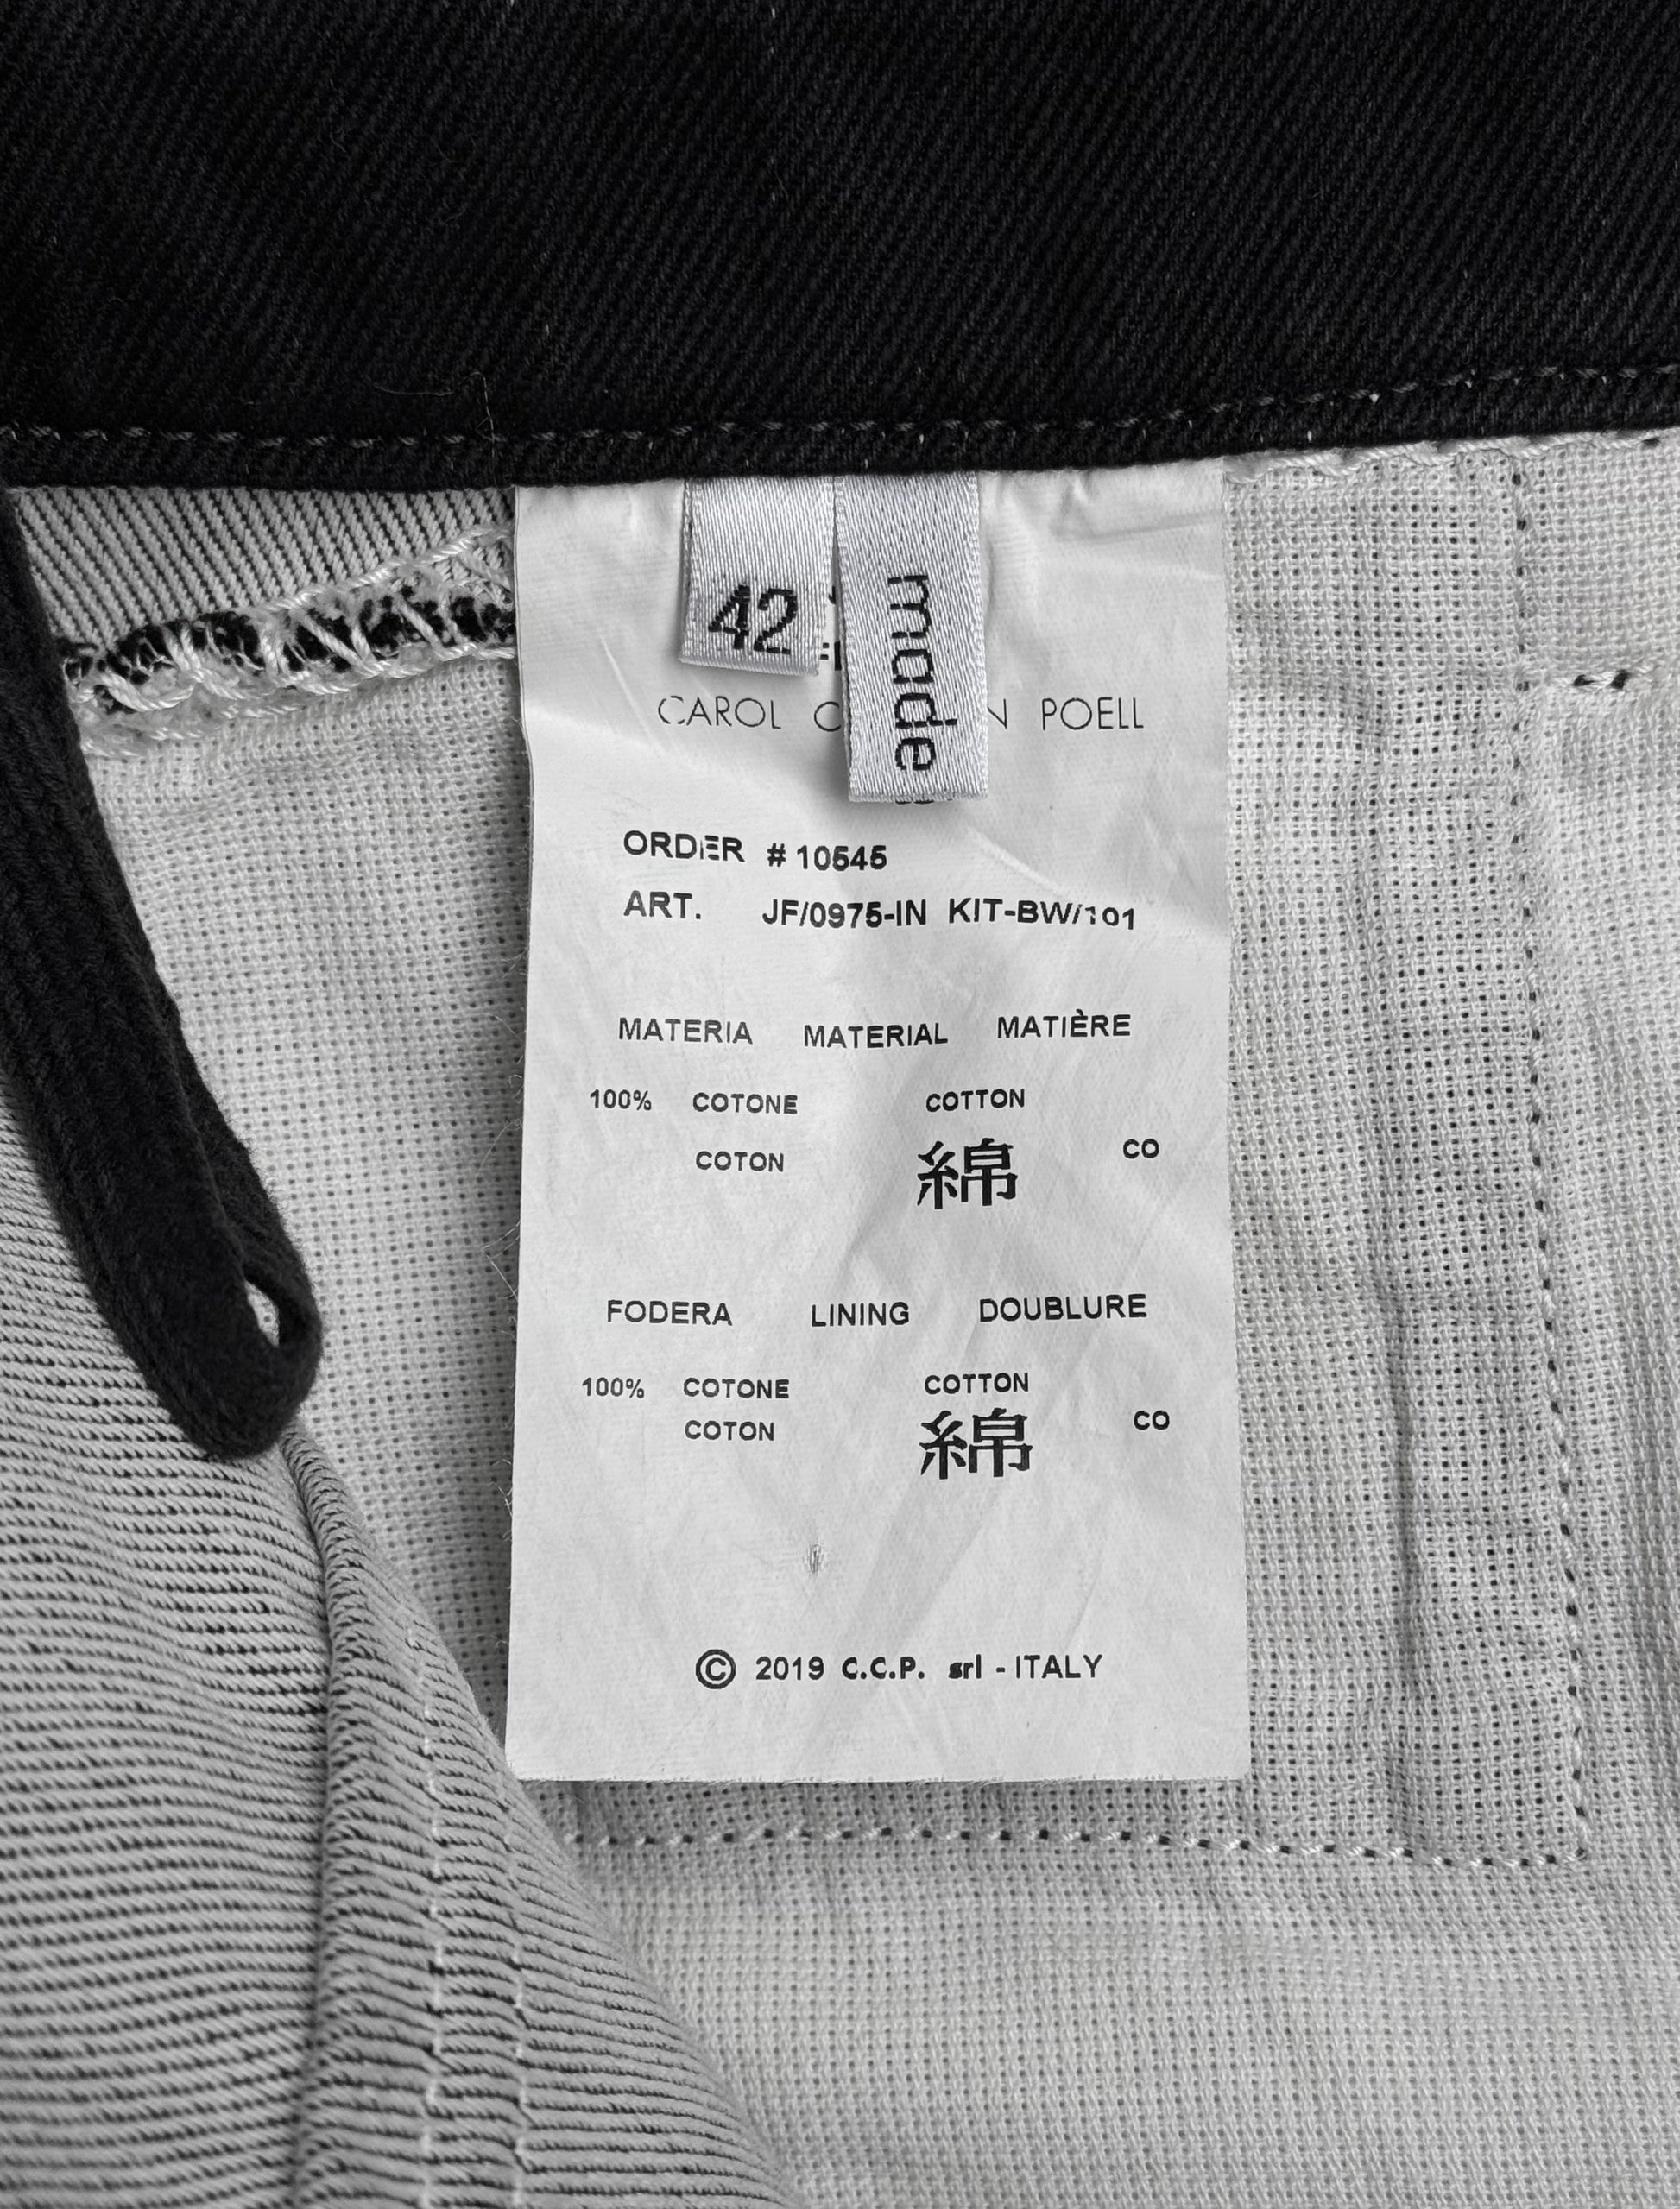 42
made
CAROL POELL
ORDER # 10545
ART. JF/0975-IN KIT-BW/101
MATERIA MATERIAL MATIÈRE
100% COTONE COTTON
COTON 綿 CO
FODERA LINING DOUBLURE
100% COTONE COTTON
COTON 綿 CO
© 2019 C.C.P. srl - ITALY